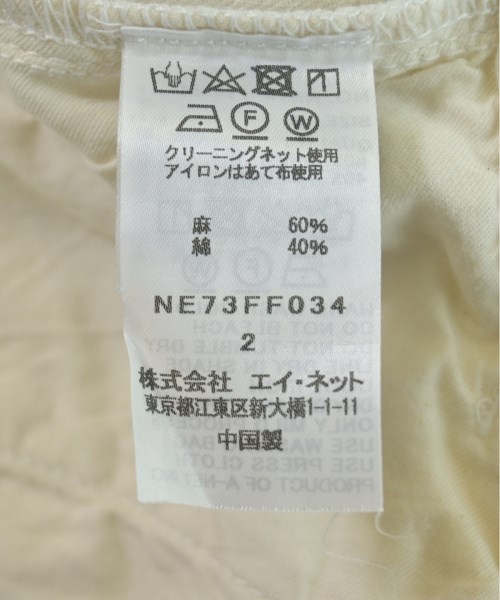 Ⓕ Ⓦ
クリーニングネット使用
アイロンはあて布使用
麻 60%
綿 40%
NE73FF034
2
株式会社 エイ・ネット
東京都江東区新大橋1-1-11
中国製